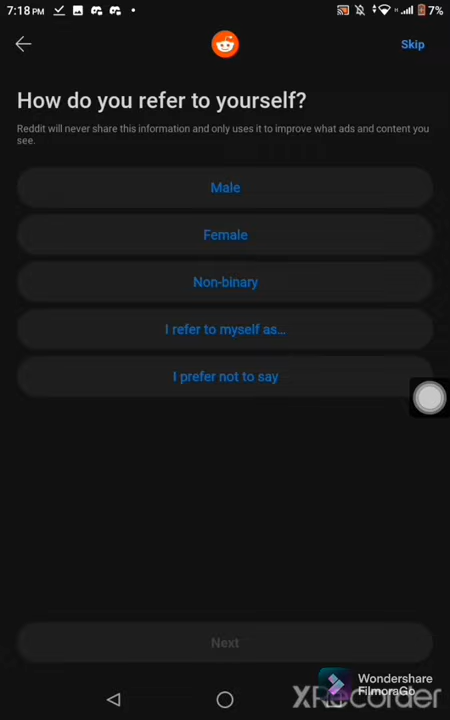 7:18 PM
7%
Skip
How do you refer to yourself?
Reddit will never share this information and only uses it to improve what ads and content you
see.
Male
Female
Non-binary
I refer to myself as...
I prefer not to say
Next
Wondershare
FilmoraGo
XRecorder